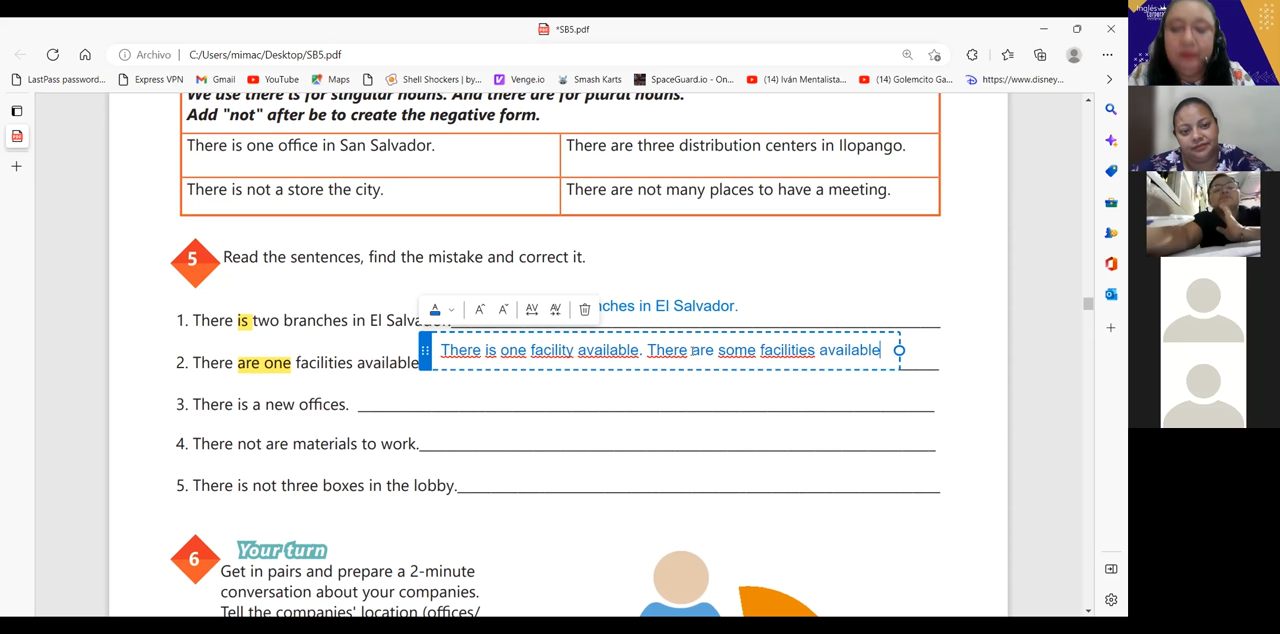 *SB5.pdf
Archivo | C:/Users/mimac/Desktop/SB5.pdf
LastPass password... Express VPN Gmail YouTube Maps Shell Shockers | by... Venge.io Smash Karts SpaceGuard.io - On... (14) Iván Mentalista... (14) Golemcito Ga... https://www.disney...
Inglés
We use there is for singular nouns. And there are for plural nouns.
Add "not" after be to create the negative form.
There is one office in San Salvador. There are three distribution centers in Ilopango.
There is not a store the city. There are not many places to have a meeting.
5 Read the sentences, find the mistake and correct it.
nches in El Salvador.
1. There is two branches in El Salvador.
There is one facility available. There are some facilities available
2. There are one facilities available
3. There is a new offices.
4. There not are materials to work.
5. There is not three boxes in the lobby.
6 Your turn
Get in pairs and prepare a 2-minute
conversation about your companies.
Tell the companies' location (offices/